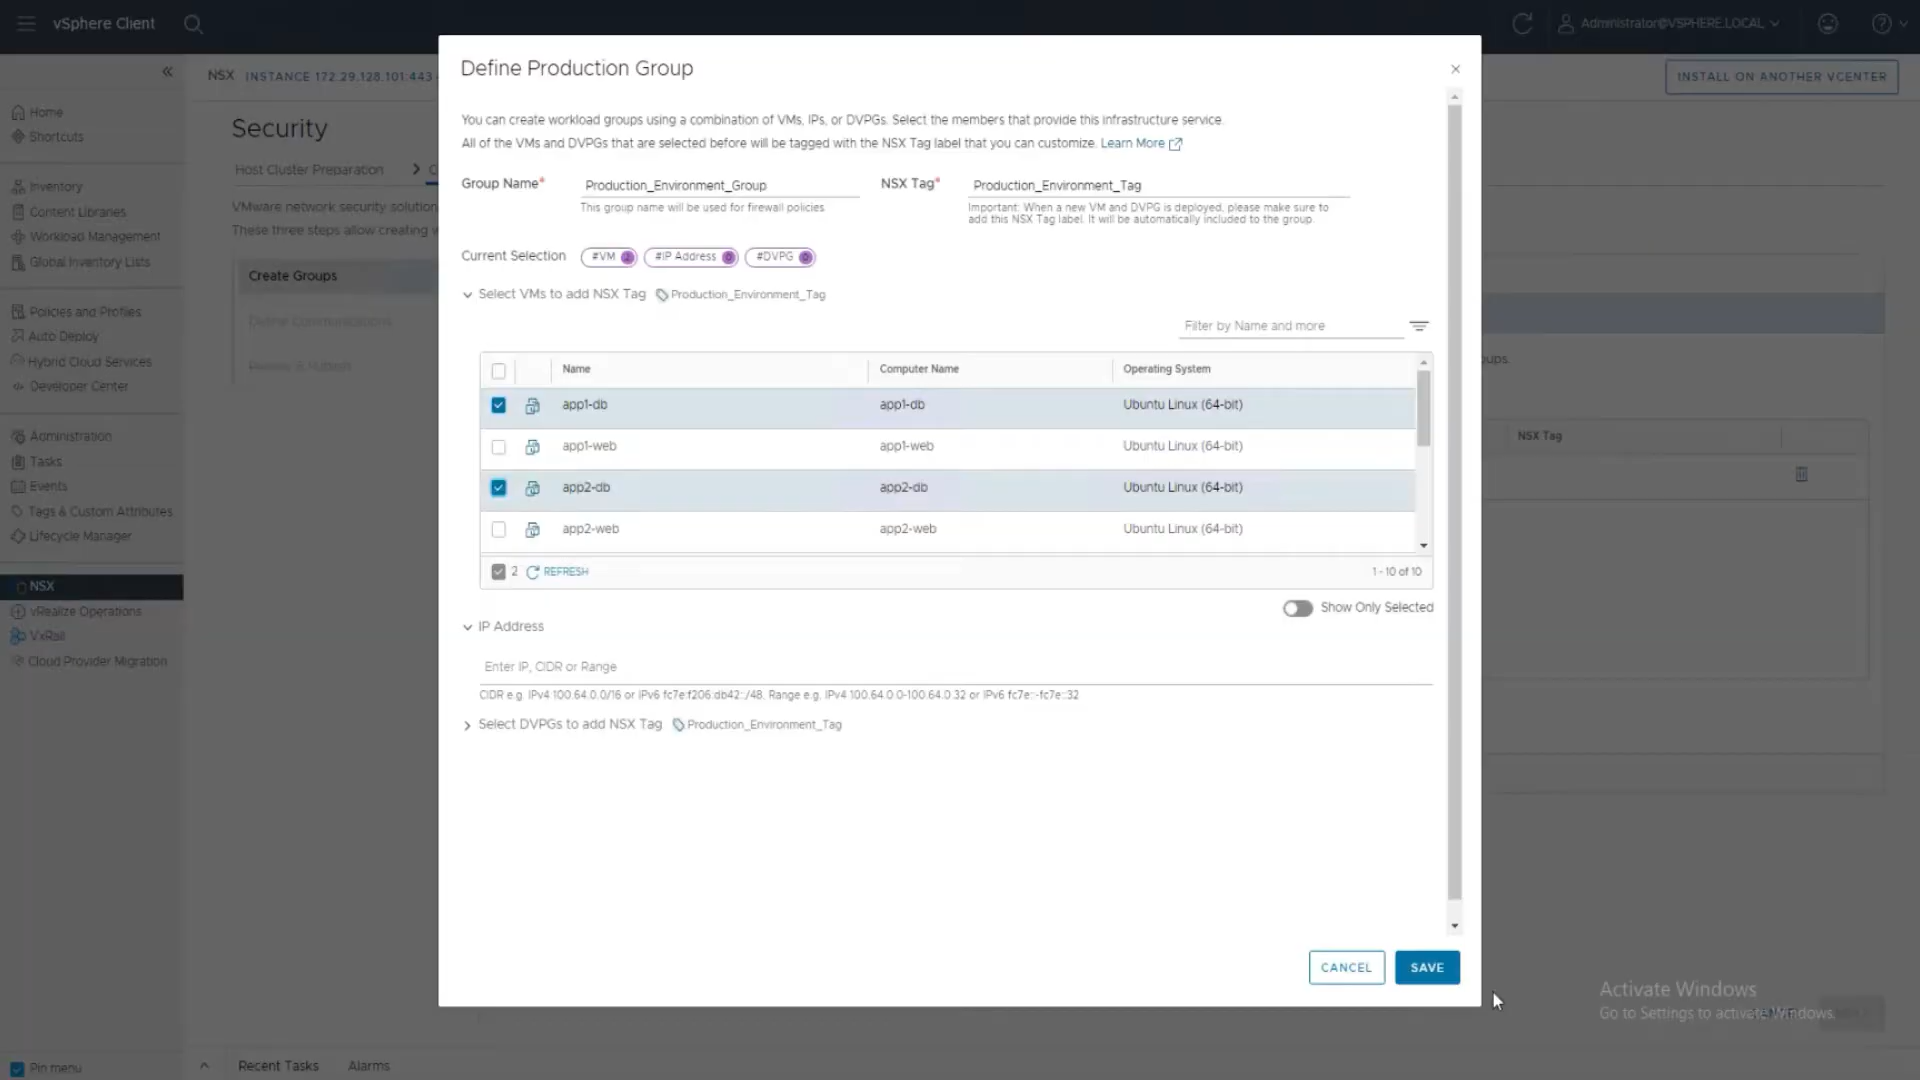 vSphere Client
Administrator@VSPHERE.LOCAL
NSX INSTANCE 172.29.128.101:443
INSTALL ON ANOTHER VCENTER
Home
Shortcuts
Inventory
Content Libraries
Workload Management
Global Inventory Lists
Policies and Profiles
Auto Deploy
Hybrid Cloud Services
Developer Center
Administration
Tasks
Events
Tags & Custom Attributes
Lifecycle Manager
NSX
vRealize Operations
VxRail
Cloud Provider Migration
Pin menu
Security
Host Cluster Preparation
VMware network security solution
These three steps allow creating
Create Groups
Define Communications
Review & Publish
Define Production Group
You can create workload groups using a combination of VMs, IPs, or DVPGs. Select the members that provide this infrastructure service.
All of the VMs and DVPGs that are selected before will be tagged with the NSX Tag label that you can customize. Learn More
Group Name* Production_Environment_Group NSX Tag* Production_Environment_Tag
This group name will be used for firewall policies.
Important: When a new VM and DVPG is deployed, please make sure to
add this NSX Tag label. It will be automatically included to the group.
Current Selection #VM 2 #IP Address 0 #DVPG 0
Select VMs to add NSX Tag Production_Environment_Tag
Filter by Name and more
Name Computer Name Operating System
app1-db app1-db Ubuntu Linux (64-bit)
app1-web app1-web Ubuntu Linux (64-bit)
app2-db app2-db Ubuntu Linux (64-bit)
app2-web app2-web Ubuntu Linux (64-bit)
2 REFRESH 1 - 10 of 10
Show Only Selected
IP Address
Enter IP, CIDR or Range
CIDR e.g. IPv4 100.64.0.0/16 or IPv6 fc7e:f206:db42::/48, Range e.g. IPv4 100.64.0.0-100.64.0.32 or IPv6 fc7e::-fc7e::32
Select DVPGs to add NSX Tag Production_Environment_Tag
CANCEL SAVE
NSX Tag
Activate Windows
Go to Settings to activate Windows.
Recent Tasks Alarms